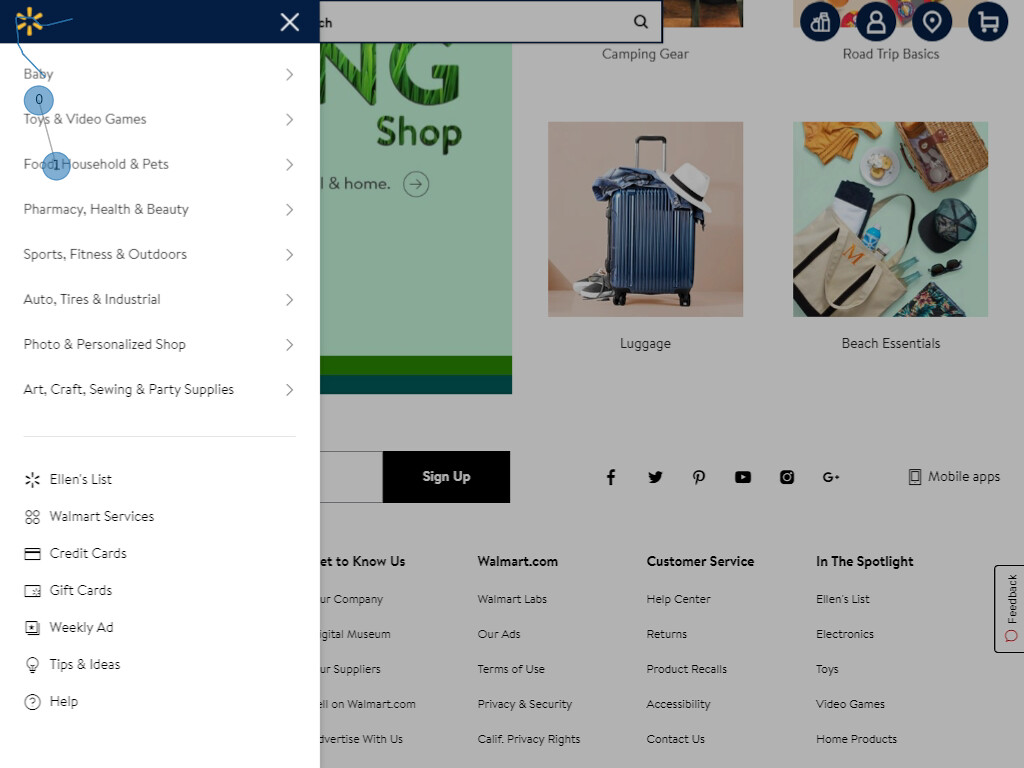 ch
Baby
Toys & Video Games
Food, Household & Pets
Pharmacy, Health & Beauty
Sports, Fitness & Outdoors
Auto, Tires & Industrial
Photo & Personalized Shop
Art, Craft, Sewing & Party Supplies
Ellen's List
Walmart Services
Credit Cards
Gift Cards
Weekly Ad
Tips & Ideas
Help
0
1
NG
Shop
l & home.
Camping Gear
Road Trip Basics
M
Luggage
Beach Essentials
Sign Up
G+
Mobile apps
et to Know Us
ur Company
igital Museum
ur Suppliers
ell on Walmart.com
dvertise With Us
Walmart.com
Walmart Labs
Our Ads
Terms of Use
Privacy & Security
Calif. Privacy Rights
Customer Service
Help Center
Returns
Product Recalls
Accessibility
Contact Us
In The Spotlight
Ellen's List
Electronics
Toys
Video Games
Home Products
Feedback